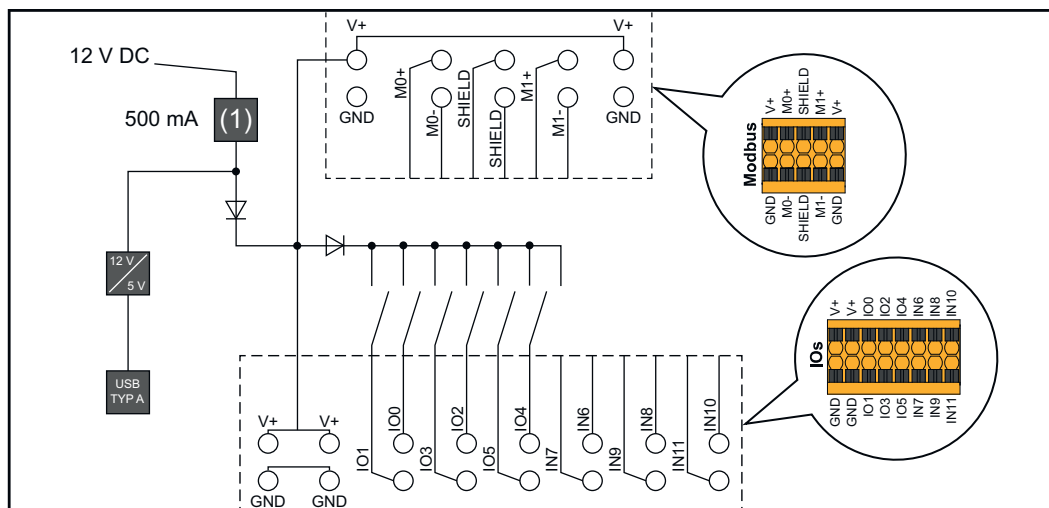 V+ V+
12 V DC
500 mA (1)
GND M0+ M0- SHIELD SHIELD M1+ M1- GND
Modbus
V+ M0+ SHIELD M1+ V+
GND M0- SHIELD M1- GND
12 V
5 V
USB
TYP A
V+ V+
GND GND
IO1 IO0 IO3 IO2 IO5 IO4 IN7 IN6 IN9 IN8 IN11 IN10
IOs
V+ V+ IO0 IO2 IO4 IN6 IN8 IN10
GND GND IO1 IO3 IO5 IN7 IN9 IN11